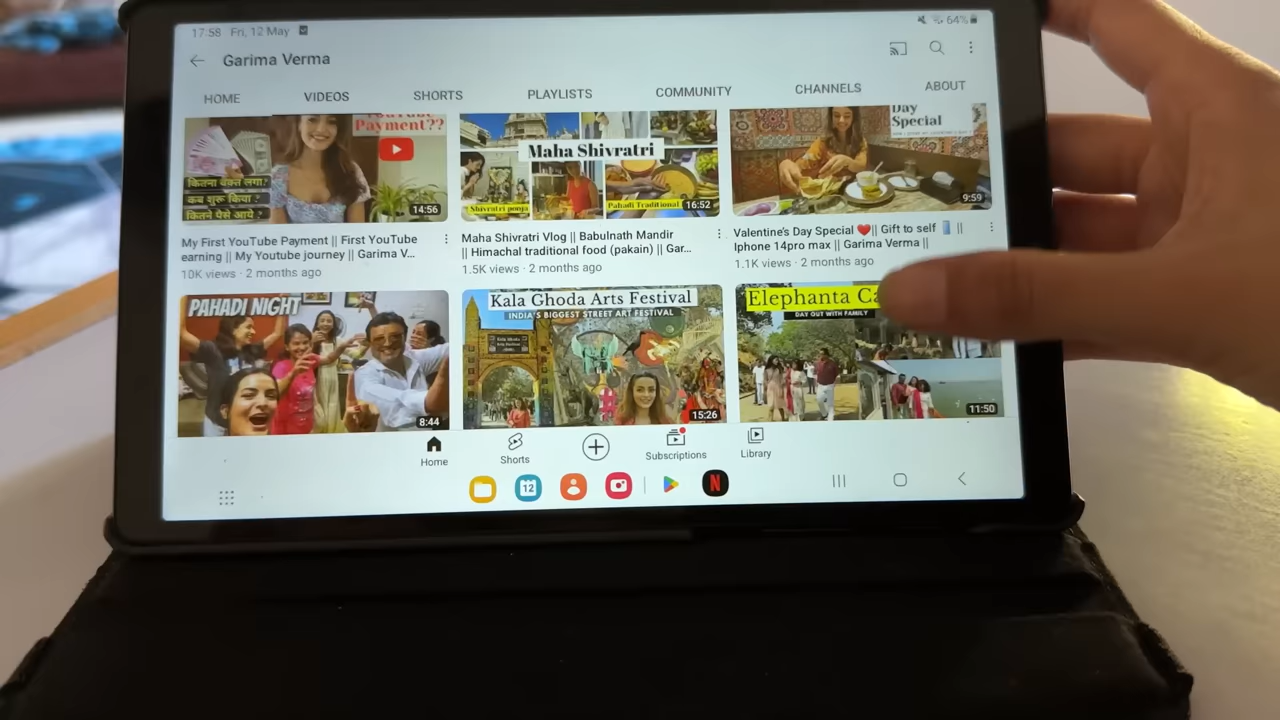 17:58 Fri, 12 May
64%
Garima Verma
HOME VIDEOS SHORTS PLAYLISTS COMMUNITY CHANNELS ABOUT
Payment??
कितना वक्त लगा?
कब शुरू किया?
कितने पैसे आये ?
14:56
Maha Shivratri
Shivratri pooja
Pahadi Traditional
16:52
Day
Special
9:59
My First YouTube Payment || First YouTube
earning || My Youtube journey || Garima V...
10K views · 2 months ago
Maha Shivratri Vlog || Babulnath Mandir
|| Himachal traditional food (pakain) || Gar...
1.5K views · 2 months ago
Valentine's Day Special ❤️|| Gift to self 📱 ||
Iphone 14pro max || Garima Verma ||
1.1K views · 2 months ago
PAHADI NIGHT
8:44
Kala Ghoda Arts Festival
INDIA'S BIGGEST STREET ART FESTIVAL
15:26
Elephanta
DAY OUT WITH FAMILY
11:50
Home
Shorts
Subscriptions
Library
12
N